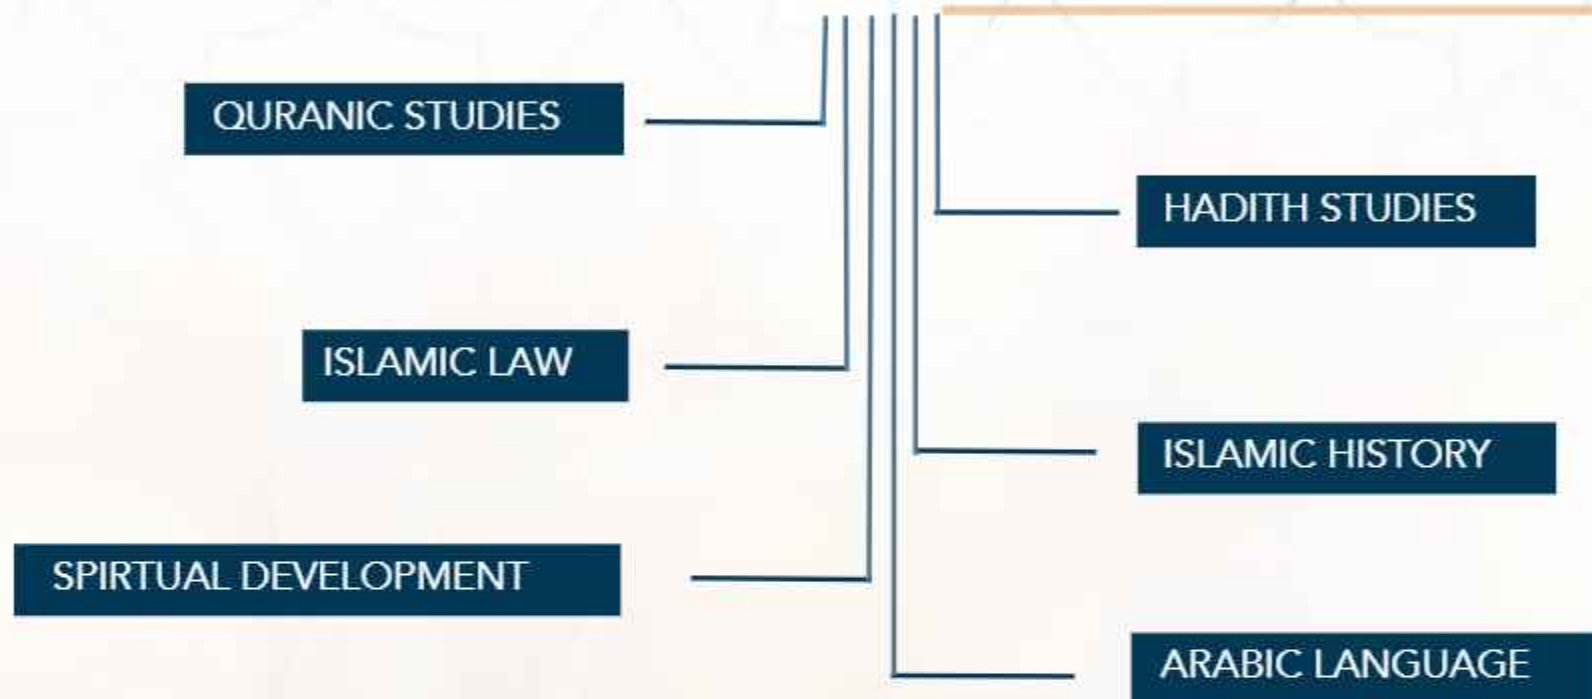 QURANIC STUDIES
HADITH STUDIES
ISLAMIC LAW
ISLAMIC HISTORY
SPIRTUAL DEVELOPMENT
ARABIC LANGUAGE